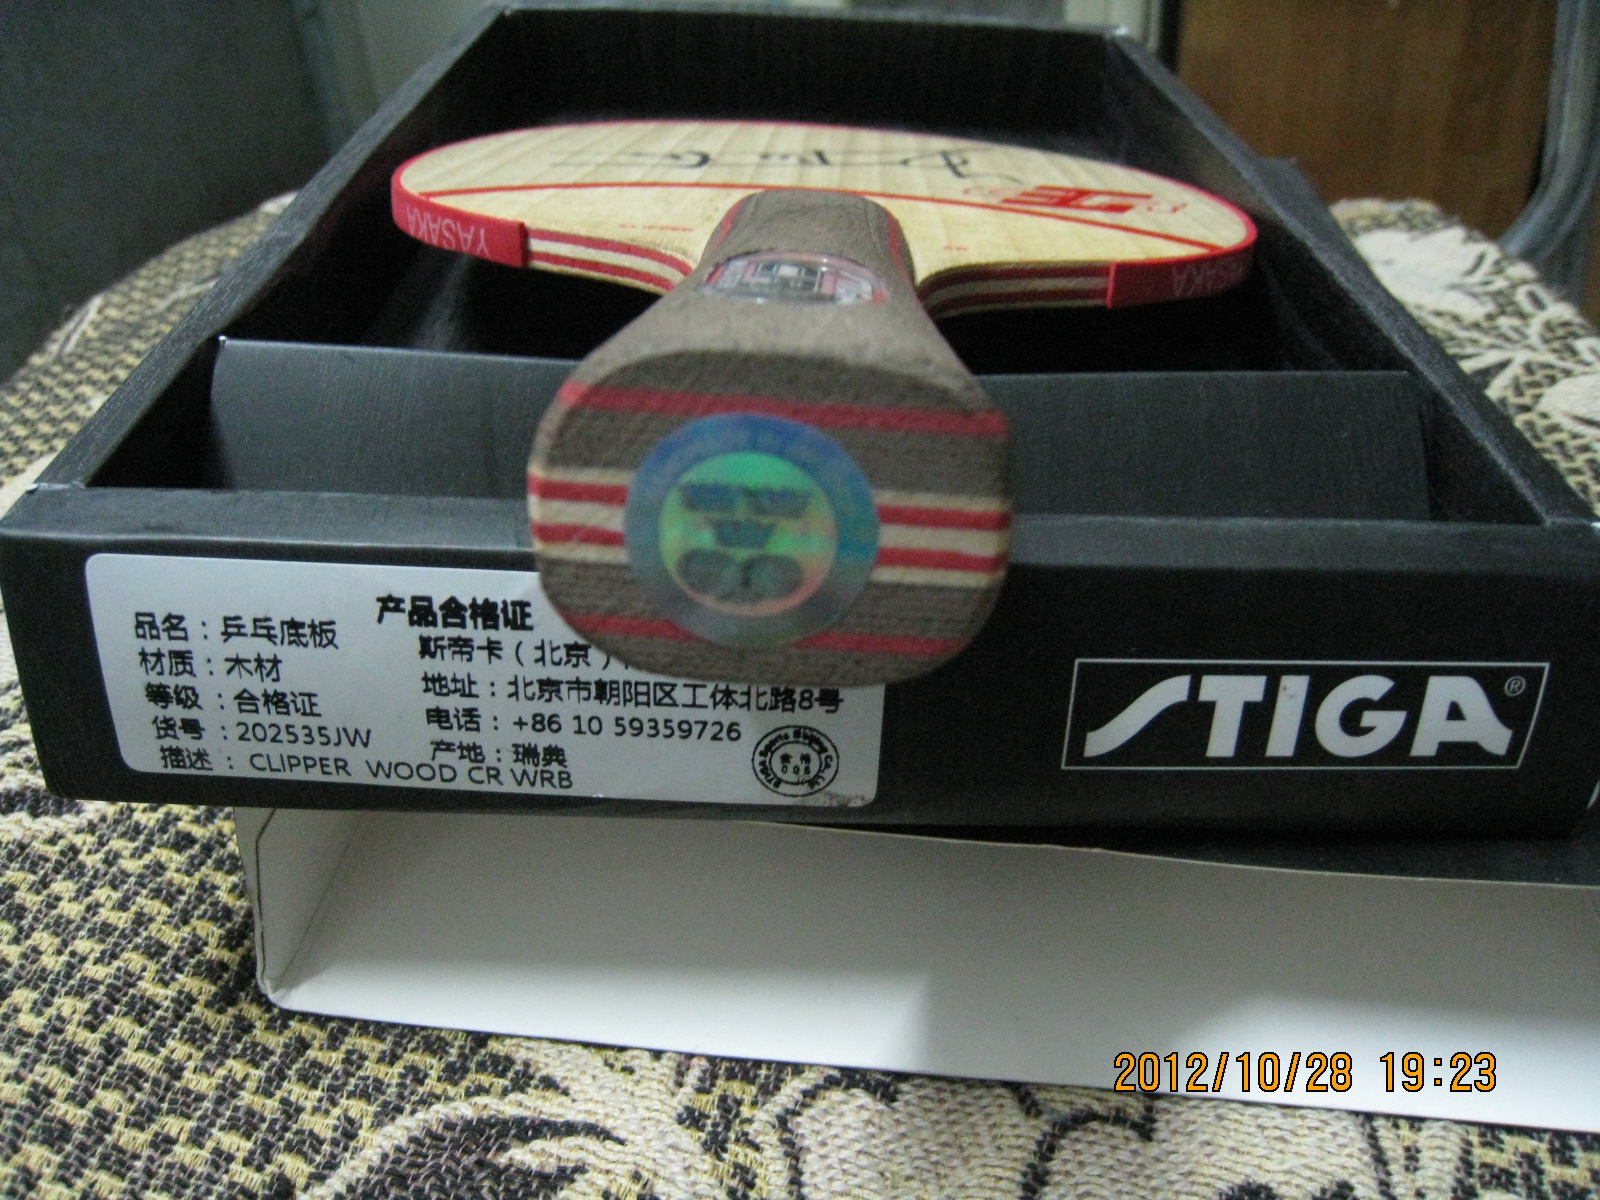 YASAKA
YASAKA
产品合格证
品名：乒乓底板
材质：木材
等级：合格证
货号：202535JW
描述：CLIPPER WOOD CR WRB
斯帝卡（北京）
地址：北京市朝阳区工体北路8号
电话：+86 10 59359726
产地：瑞典
STIGA®
2012/10/28 19:23